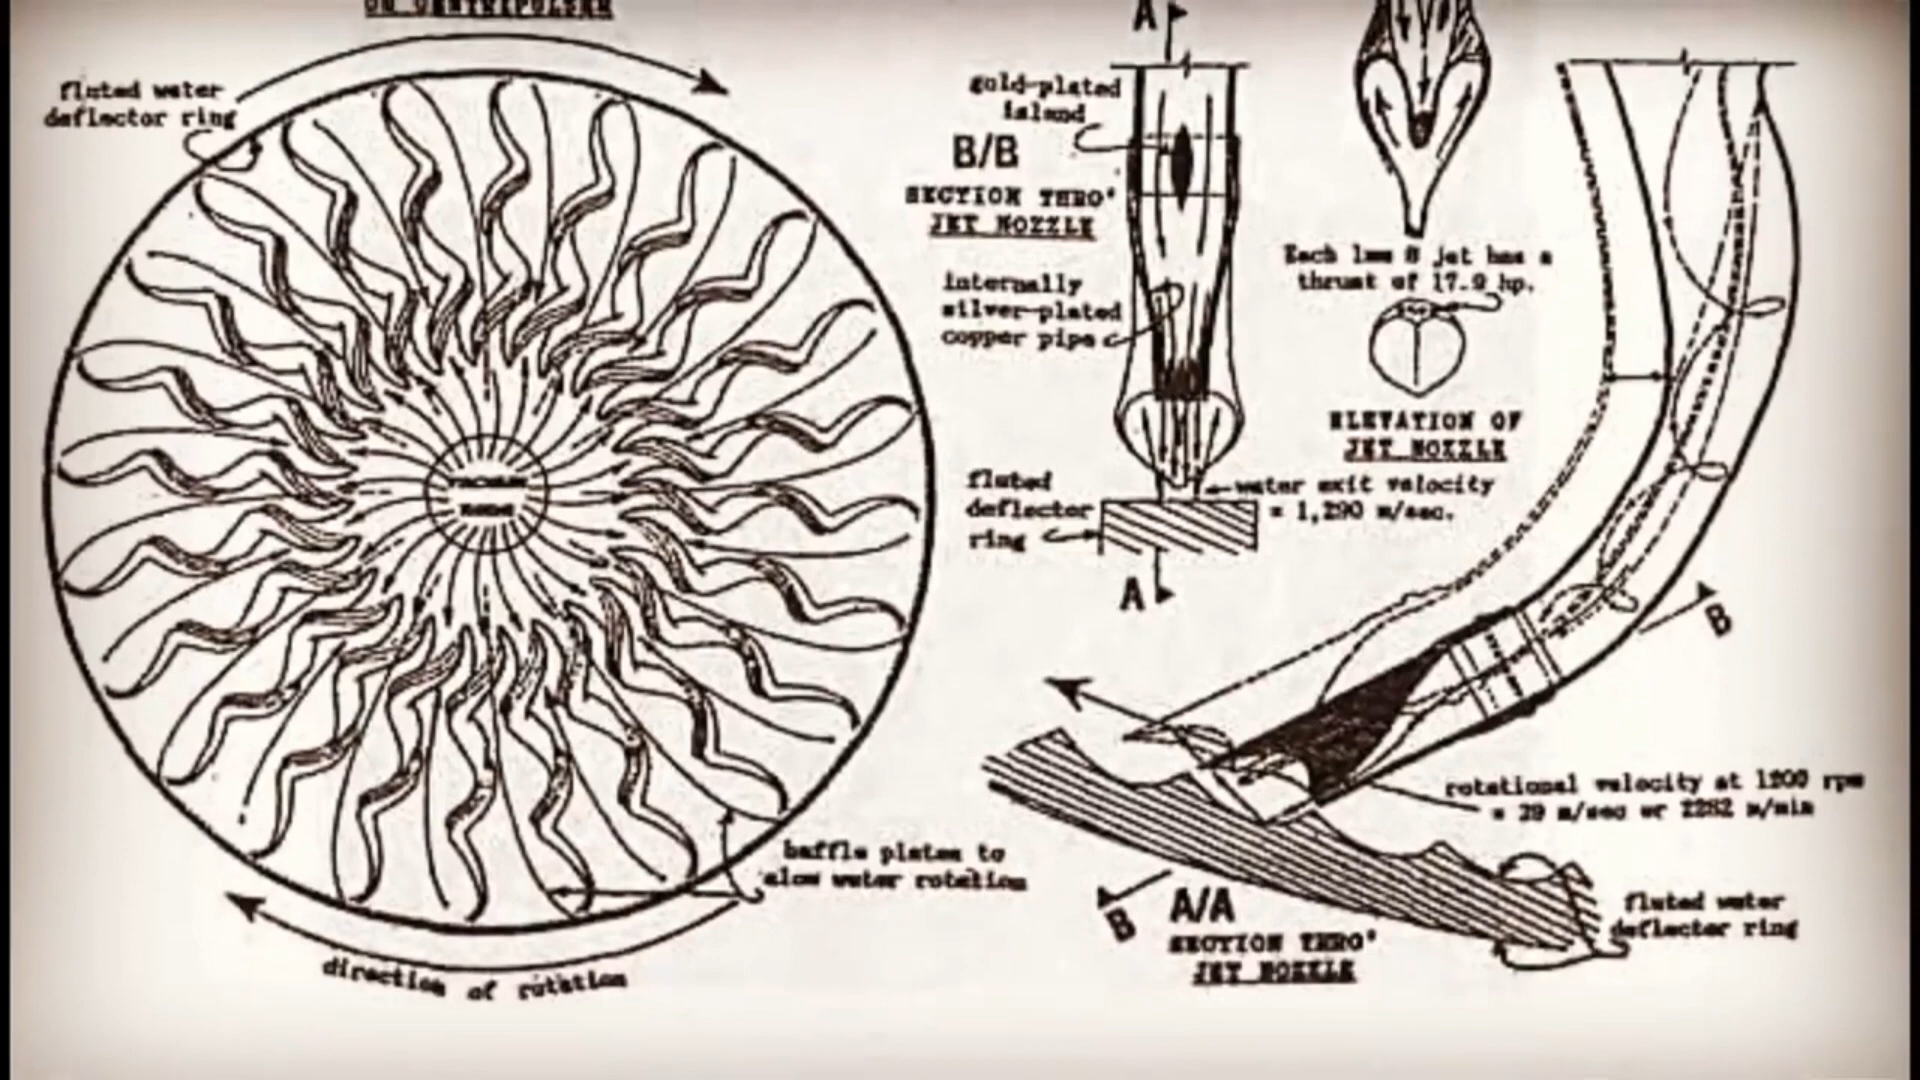 OR CENTRIPULSER
fluted water
deflector ring
direction of rotation
baffle plates to
slow water rotation
A
gold-plated
island
B/B
SECTION THRO'
JET NOZZLE
internally
silver-plated
copper pipe
fluted
deflector
ring
water exit velocity
= 1,290 m/sec.
A
Each 1mm Ø jet has a
thrust of 17.9 hp.
ELEVATION OF
JET NOZZLE
B
rotational velocity at 1200 rpm
= 39 m/sec or 2282 m/min
B
A/A
SECTION THRO'
JET NOZZLE
fluted water
deflector ring